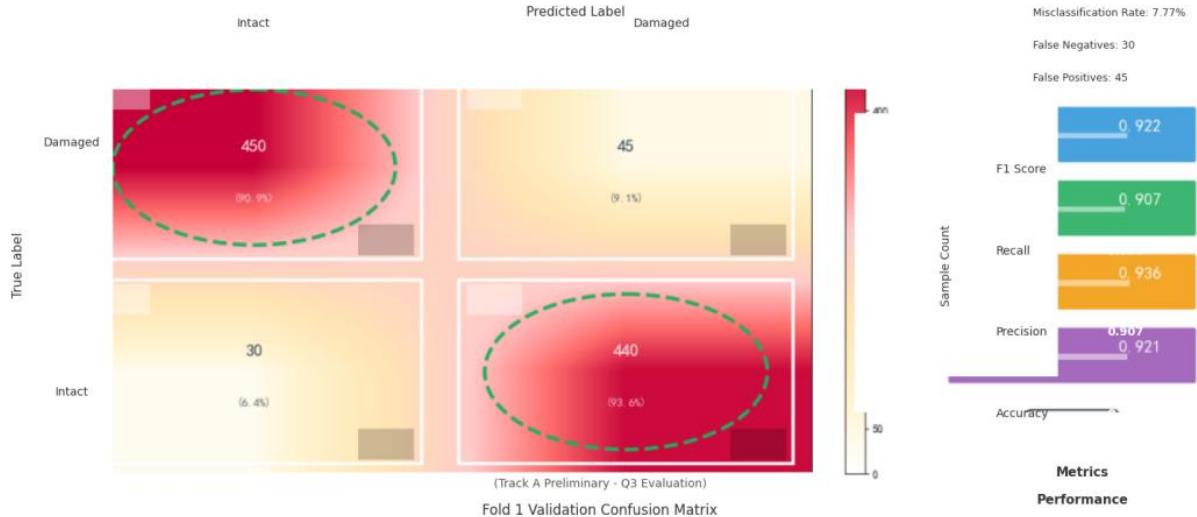 Predicted Label
Intact
Damaged
Misclassification Rate: 7.77%
False Negatives: 30
False Positives: 45
400
Damaged
450
45
0.922
(90.9%)
(9.1%)
F1 Score
0.907
True Label
Sample Count
Recall
0.936
Precision
0.907
30
440
0.921
Intact
(6.4%)
(93.6%)
Accuracy
50
0
(Track A Preliminary - Q3 Evaluation)
Fold 1 Validation Confusion Matrix
Metrics
Performance